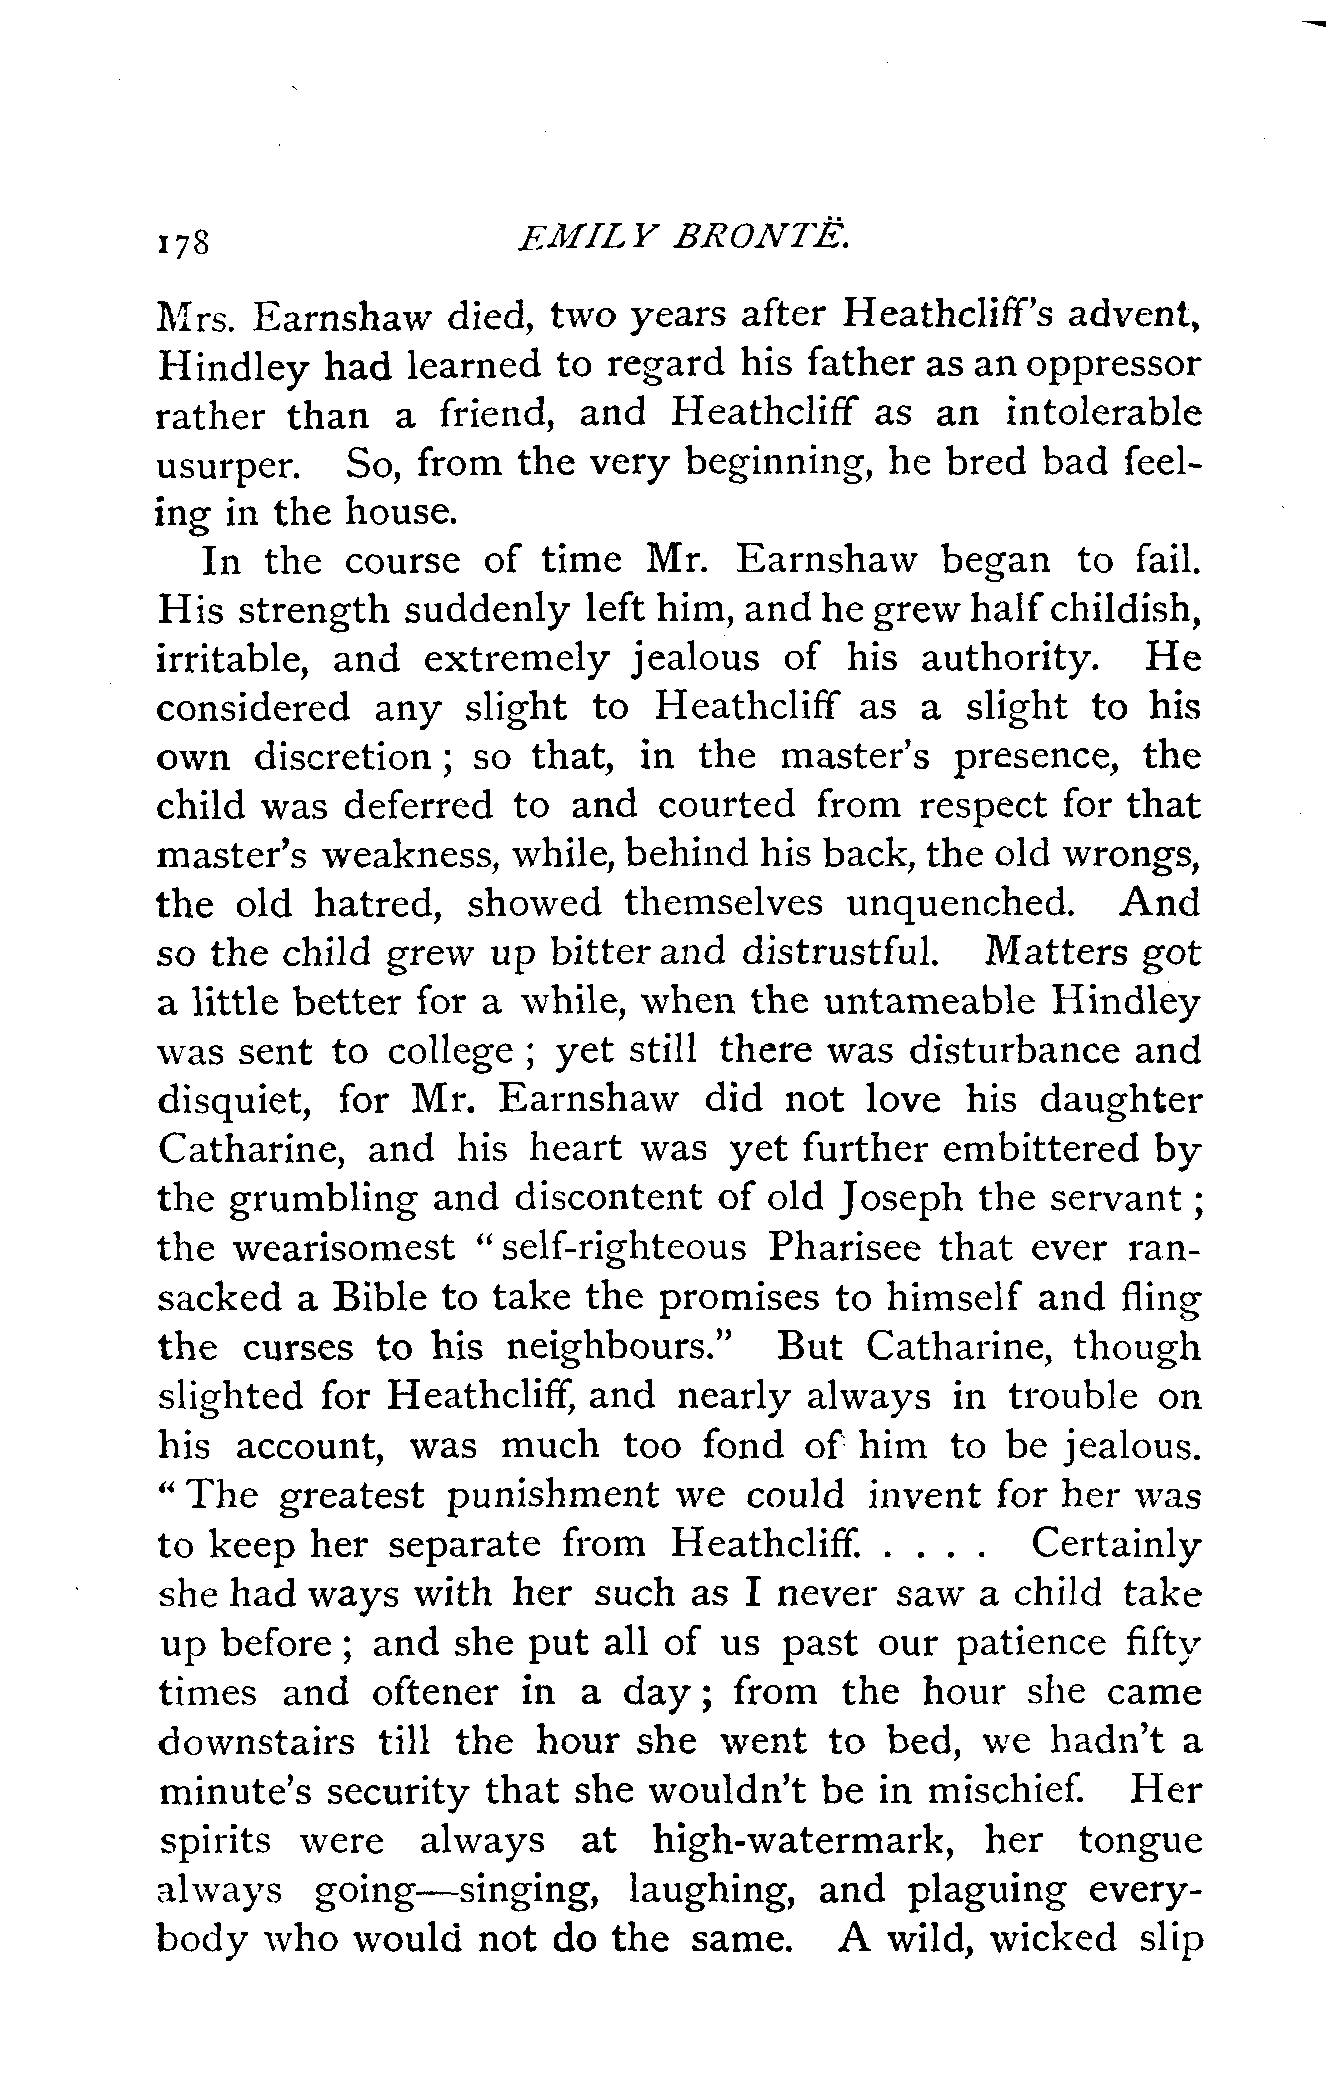 178 EMILY BRONTË.
Mrs. Earnshaw died, two years after Heathcliff's advent,
Hindley had learned to regard his father as an oppressor
rather than a friend, and Heathcliff as an intolerable
usurper. So, from the very beginning, he bred bad feel-
ing in the house.
In the course of time Mr. Earnshaw began to fail.
His strength suddenly left him, and he grew half childish,
irritable, and extremely jealous of his authority. He
considered any slight to Heathcliff as a slight to his
own discretion ; so that, in the master's presence, the
child was deferred to and courted from respect for that
master's weakness, while, behind his back, the old wrongs,
the old hatred, showed themselves unquenched. And
so the child grew up bitter and distrustful. Matters got
a little better for a while, when the untameable Hindley
was sent to college ; yet still there was disturbance and
disquiet, for Mr. Earnshaw did not love his daughter
Catharine, and his heart was yet further embittered by
the grumbling and discontent of old Joseph the servant ;
the wearisomest " self-righteous Pharisee that ever ran-
sacked a Bible to take the promises to himself and fling
the curses to his neighbours." But Catharine, though
slighted for Heathcliff, and nearly always in trouble on
his account, was much too fond of him to be jealous.
" The greatest punishment we could invent for her was
to keep her separate from Heathcliff. . . . . Certainly
she had ways with her such as I never saw a child take
up before ; and she put all of us past our patience fifty
times and oftener in a day ; from the hour she came
downstairs till the hour she went to bed, we hadn't a
minute's security that she wouldn't be in mischief. Her
spirits were always at high-watermark, her tongue
always going—singing, laughing, and plaguing every-
body who would not do the same. A wild, wicked slip